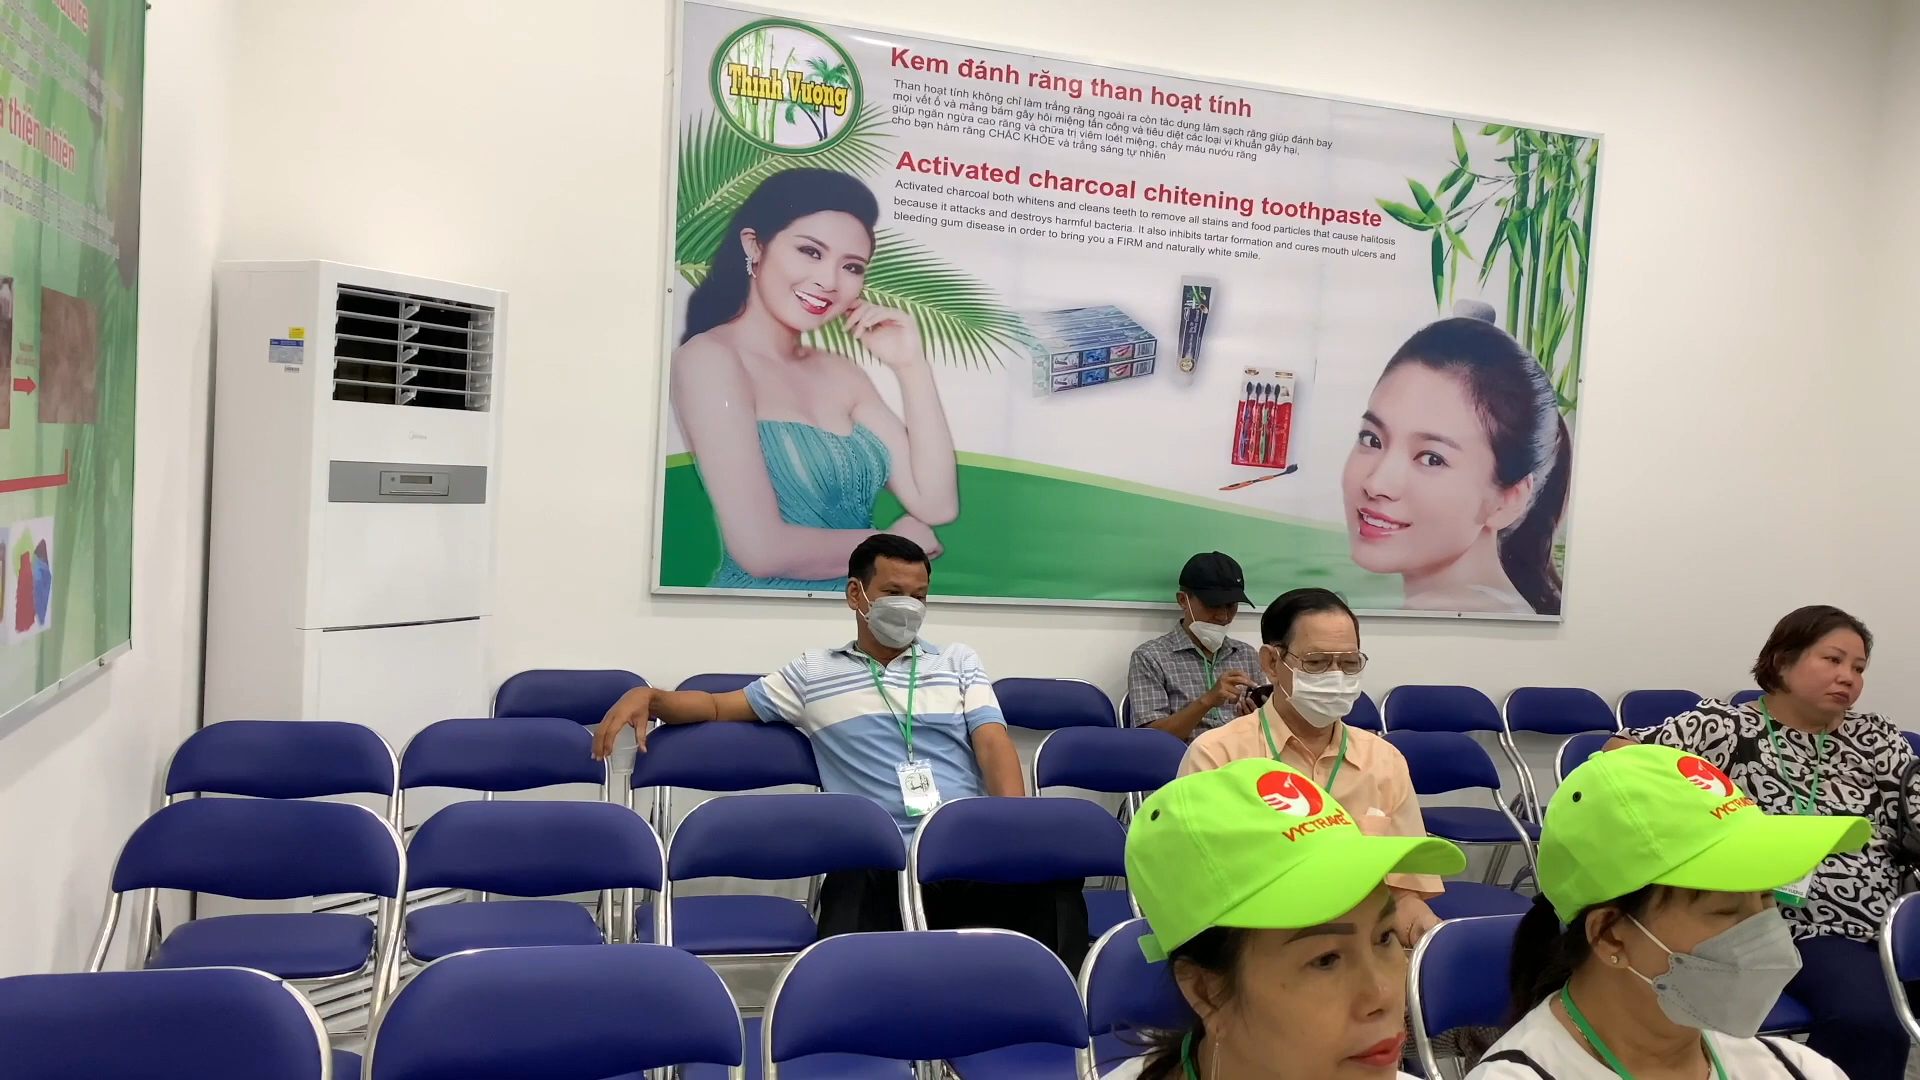 Thịnh Vượng
Kem đánh răng than hoạt tính
Than hoạt tính không chỉ làm trắng răng ngoài ra còn tác dụng làm sạch răng giúp đánh bay
mọi vết ố và mảng bám gây hôi miệng tấn công và tiêu diệt các loại vi khuẩn gây hại,
giúp ngăn ngừa cao răng và chữa trị viêm loét miệng, chảy máu nướu răng
cho bạn hàm răng CHẮC KHỎE và trắng sáng tự nhiên
Activated charcoal chitening toothpaste
Activated charcoal both whitens and cleans teeth to remove all stains and food particles that cause halitosis
because it attacks and destroys harmful bacteria. It also inhibits tartar formation and cures mouth ulcers and
bleeding gum disease in order to bring you a FIRM and naturally white smile.
thiên nhiên
Midea
VYCTRAVEL
VYCTRAV